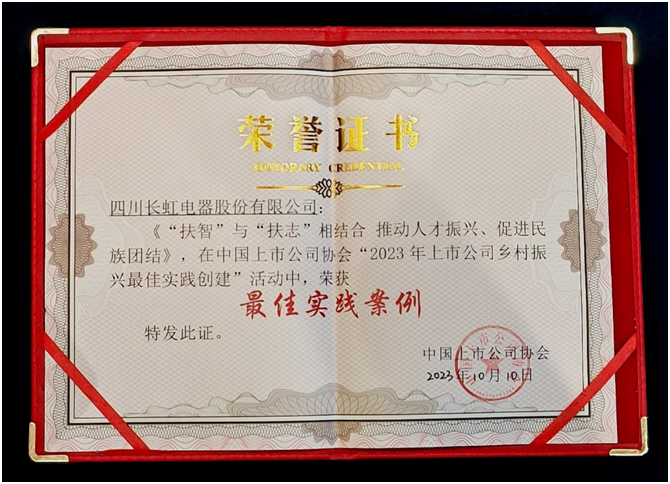 荣誉证书
HONORARY CREDENTIAL
四川长虹电器股份有限公司：
《“扶智”与“扶志”相结合 推动人才振兴、促进民
族团结》，在中国上市公司协会“2023年上市公司乡村振
兴最佳实践创建”活动中，荣获
最佳实践案例
特发此证。
中国上市公司协会
2023年10月10日